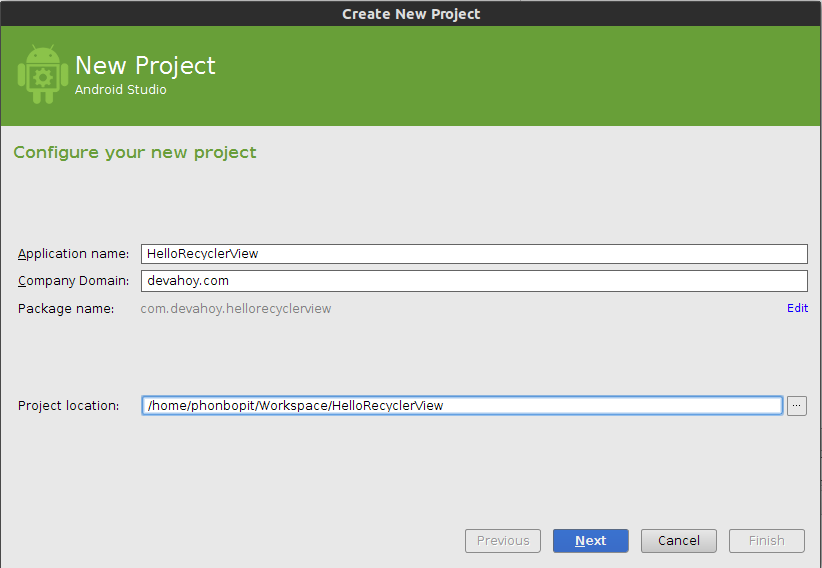 Create New Project
New Project
Android Studio
Configure your new project
Application name: HelloRecyclerView
Company Domain: devahoy.com
Package name: com.devahoy.hellorecyclerview Edit
Project location: /home/phonbopit/Workspace/HelloRecyclerView ...
Previous Next Cancel Finish